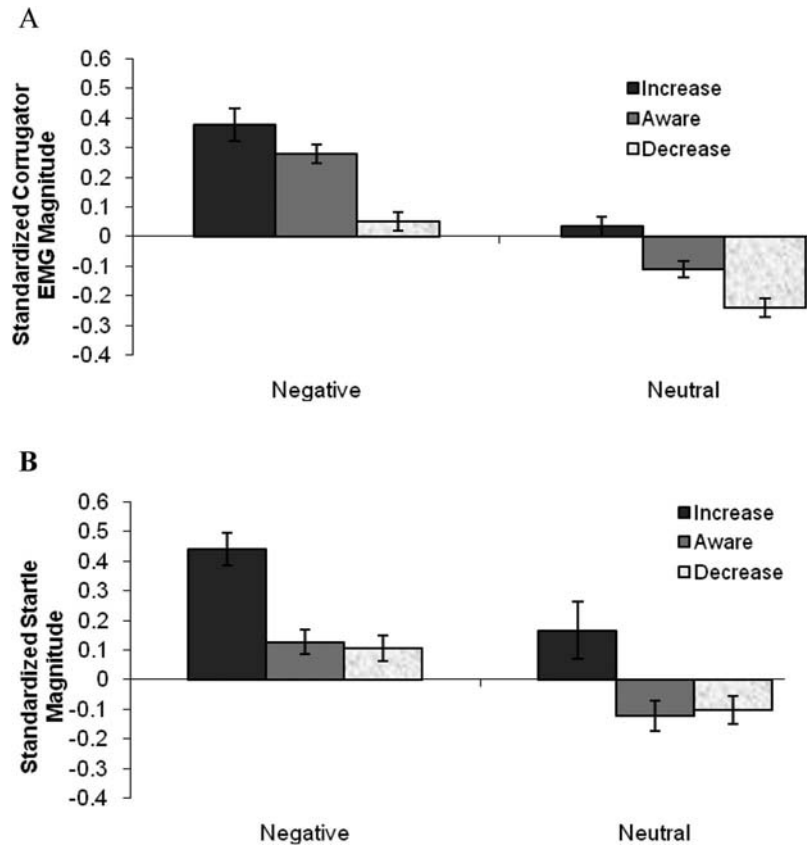 A
Standardized Corrugator
EMG Magnitude
0.6
0.5
0.4
0.3
0.2
0.1
0
-0.1
-0.2
-0.3
-0.4
Increase
Aware
Decrease
Negative
Neutral
B
Standardized Startle
Magnitude
0.6
0.5
0.4
0.3
0.2
0.1
0
-0.1
-0.2
-0.3
-0.4
Increase
Aware
Decrease
Negative
Neutral